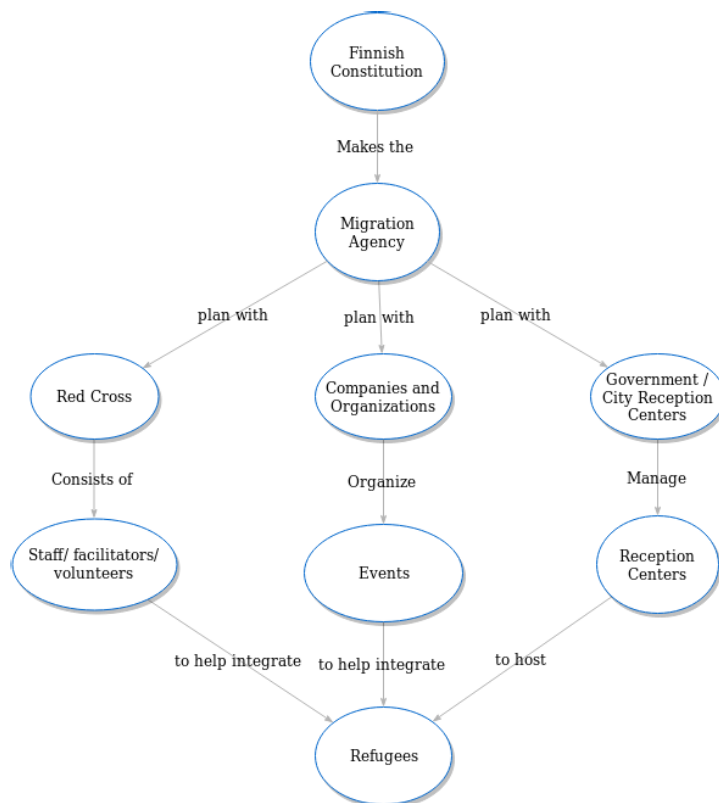 Finnish
Constitution
Makes the
Migration
Agency
plan with
plan with
plan with
Red Cross
Companies and
Organizations
Government /
City Reception
Centers
Consists of
Organize
Manage
Staff/ facilitators/
volunteers
Events
Reception
Centers
to help integrate
to help integrate
to host
Refugees